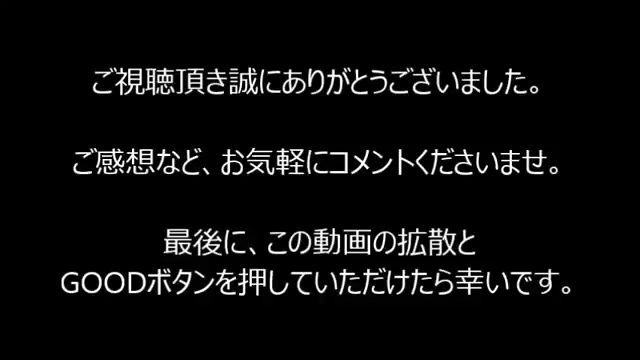 ご視聴頂き誠にありがとうございました。
ご感想など、お気軽にコメントくださいませ。
最後に、この動画の拡散と
GOODボタンを押していただけたら幸いです。